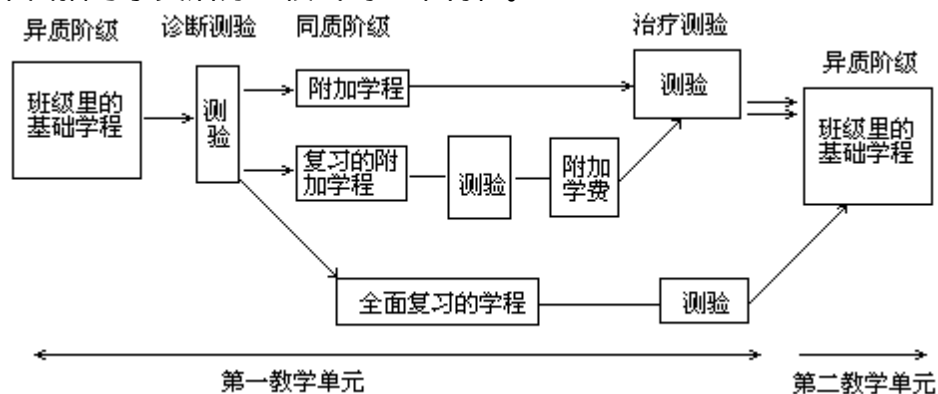 异质阶级
诊断测验
同质阶级
治疗测验
异质阶级
班级里的
基础学程
测
验
附加学程
测验
班级里的
基础学程
复习的附
加学程
测验
附加
学费
全面复习的学程
测验
第一教学单元
第二教学单元